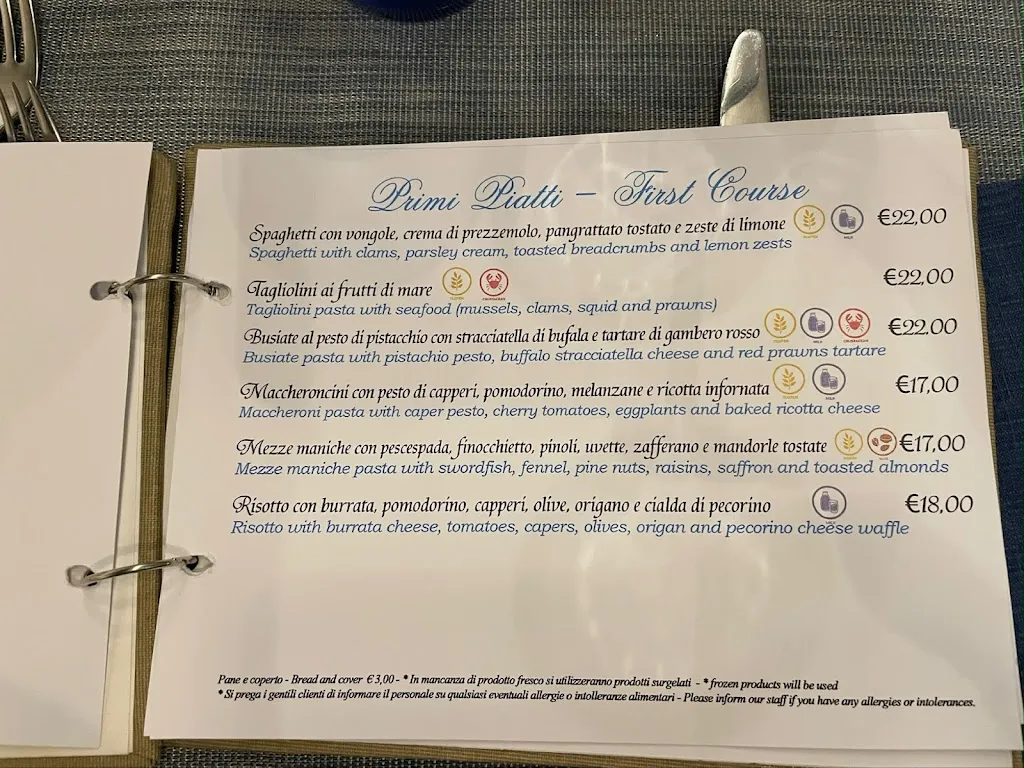 Primi Piatti – First Course
Spaghetti con vongole, crema di prezzemolo, pangrattato tostato e zeste di limone €22,00
Spaghetti with clams, parsley cream, toasted breadcrumbs and lemon zests
Tagliolini ai frutti di mare €22,00
Tagliolini pasta with seafood (mussels, clams, squid and prawns)
Busiate al pesto di pistacchio con stracciatella di bufala e tartare di gambero rosso €22,00
Busiate pasta with pistachio pesto, buffalo stracciatella cheese and red prawns tartare
Maccheroncini con pesto di capperi, pomodorino, melanzane e ricotta infornata €17,00
Maccheroni pasta with caper pesto, cherry tomatoes, eggplants and baked ricotta cheese
Mezze maniche con pescespada, finocchietto, pinoli, uvette, zafferano e mandorle tostate €17,00
Mezze maniche pasta with swordfish, fennel, pine nuts, raisins, saffron and toasted almonds
Risotto con burrata, pomodorino, capperi, olive, origano e cialda di pecorino €18,00
Risotto with burrata cheese, tomatoes, capers, olives, origan and pecorino cheese waffle
Pane e coperto - Bread and cover €3,00 - * In mancanza di prodotto fresco si utilizzeranno prodotti surgelati - * frozen products will be used
* Si prega i gentili clienti di informare il personale su qualsiasi eventuali allergie o intolleranze alimentari - Please inform our staff if you have any allergies or intolerances.